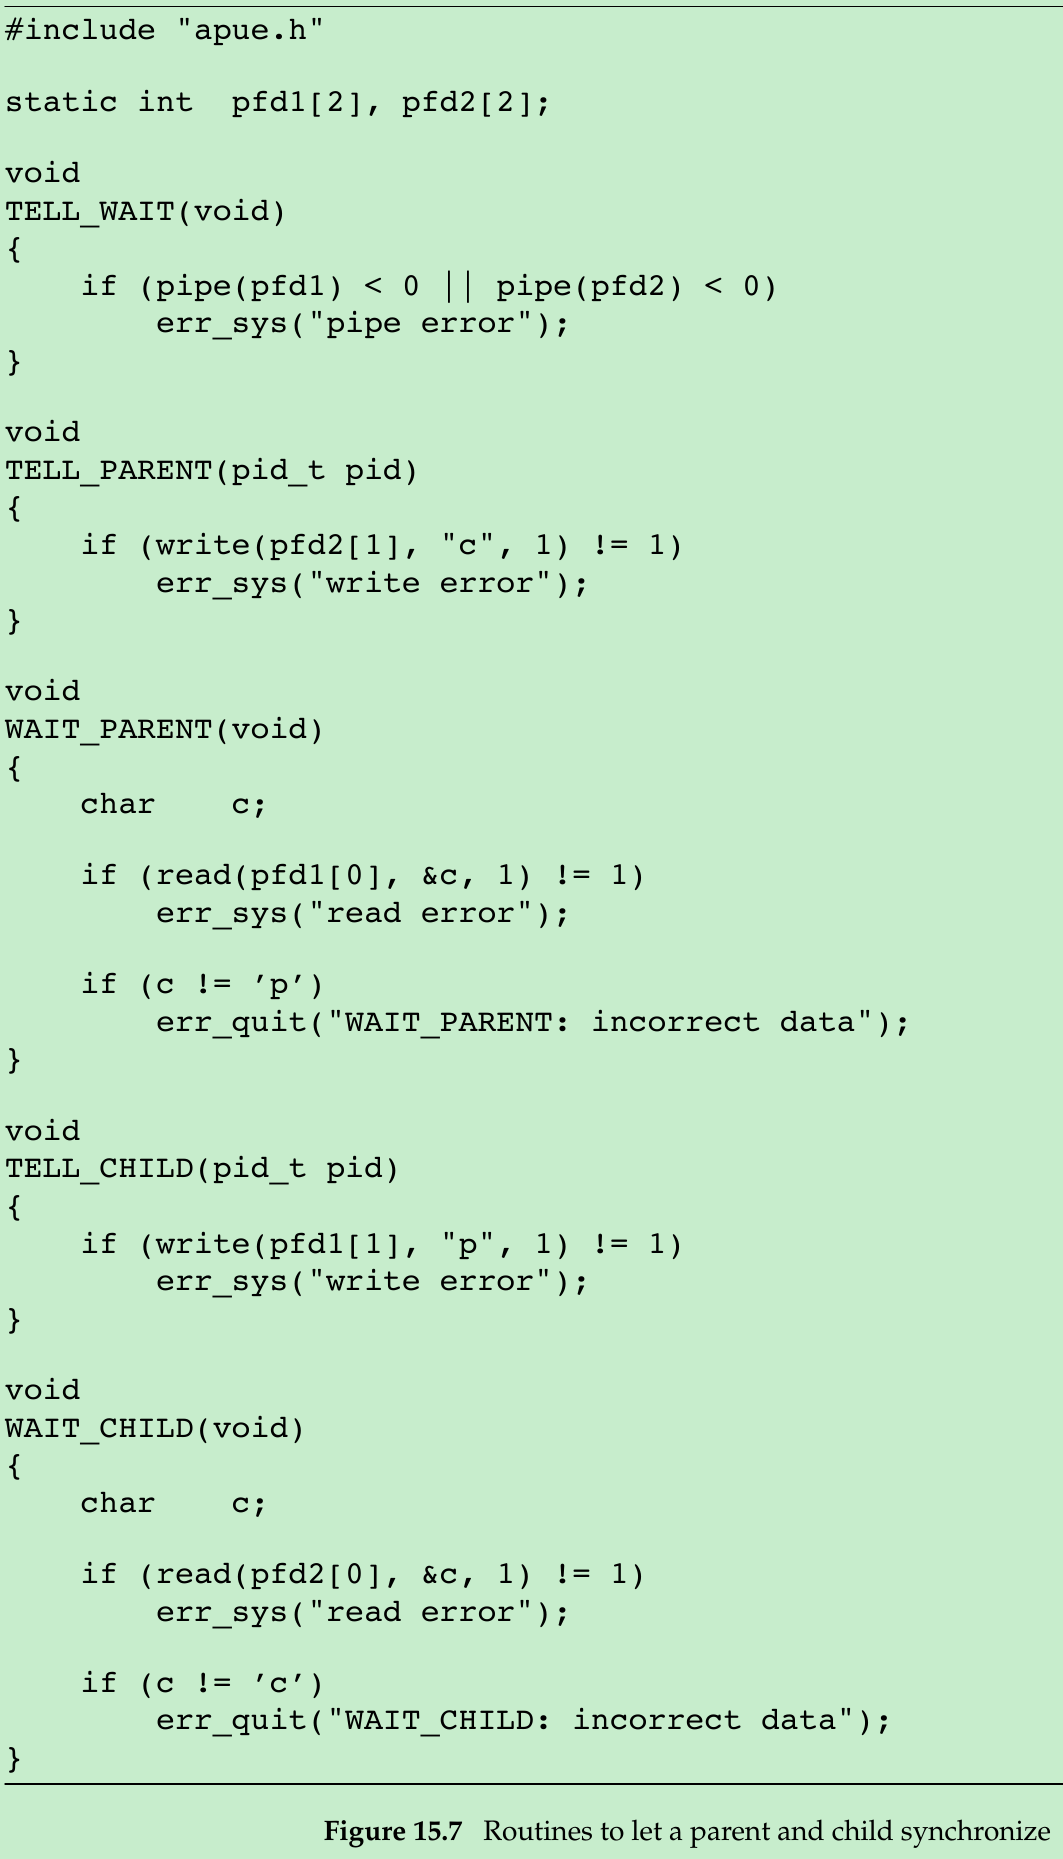 #include "apue.h"
static int  pfd1[2], pfd2[2];
void
TELL_WAIT(void)
{
    if (pipe(pfd1) < 0 || pipe(pfd2) < 0)
        err_sys("pipe error");
}
void
TELL_PARENT(pid_t pid)
{
    if (write(pfd2[1], "c", 1) != 1)
        err_sys("write error");
}
void
WAIT_PARENT(void)
{
    char    c;
    if (read(pfd1[0], &c, 1) != 1)
        err_sys("read error");
    if (c != ’p’)
        err_quit("WAIT_PARENT: incorrect data");
}
void
TELL_CHILD(pid_t pid)
{
    if (write(pfd1[1], "p", 1) != 1)
        err_sys("write error");
}
void
WAIT_CHILD(void)
{
    char    c;
    if (read(pfd2[0], &c, 1) != 1)
        err_sys("read error");
    if (c != ’c’)
        err_quit("WAIT_CHILD: incorrect data");
}
Figure 15.7 Routines to let a parent and child synchronize